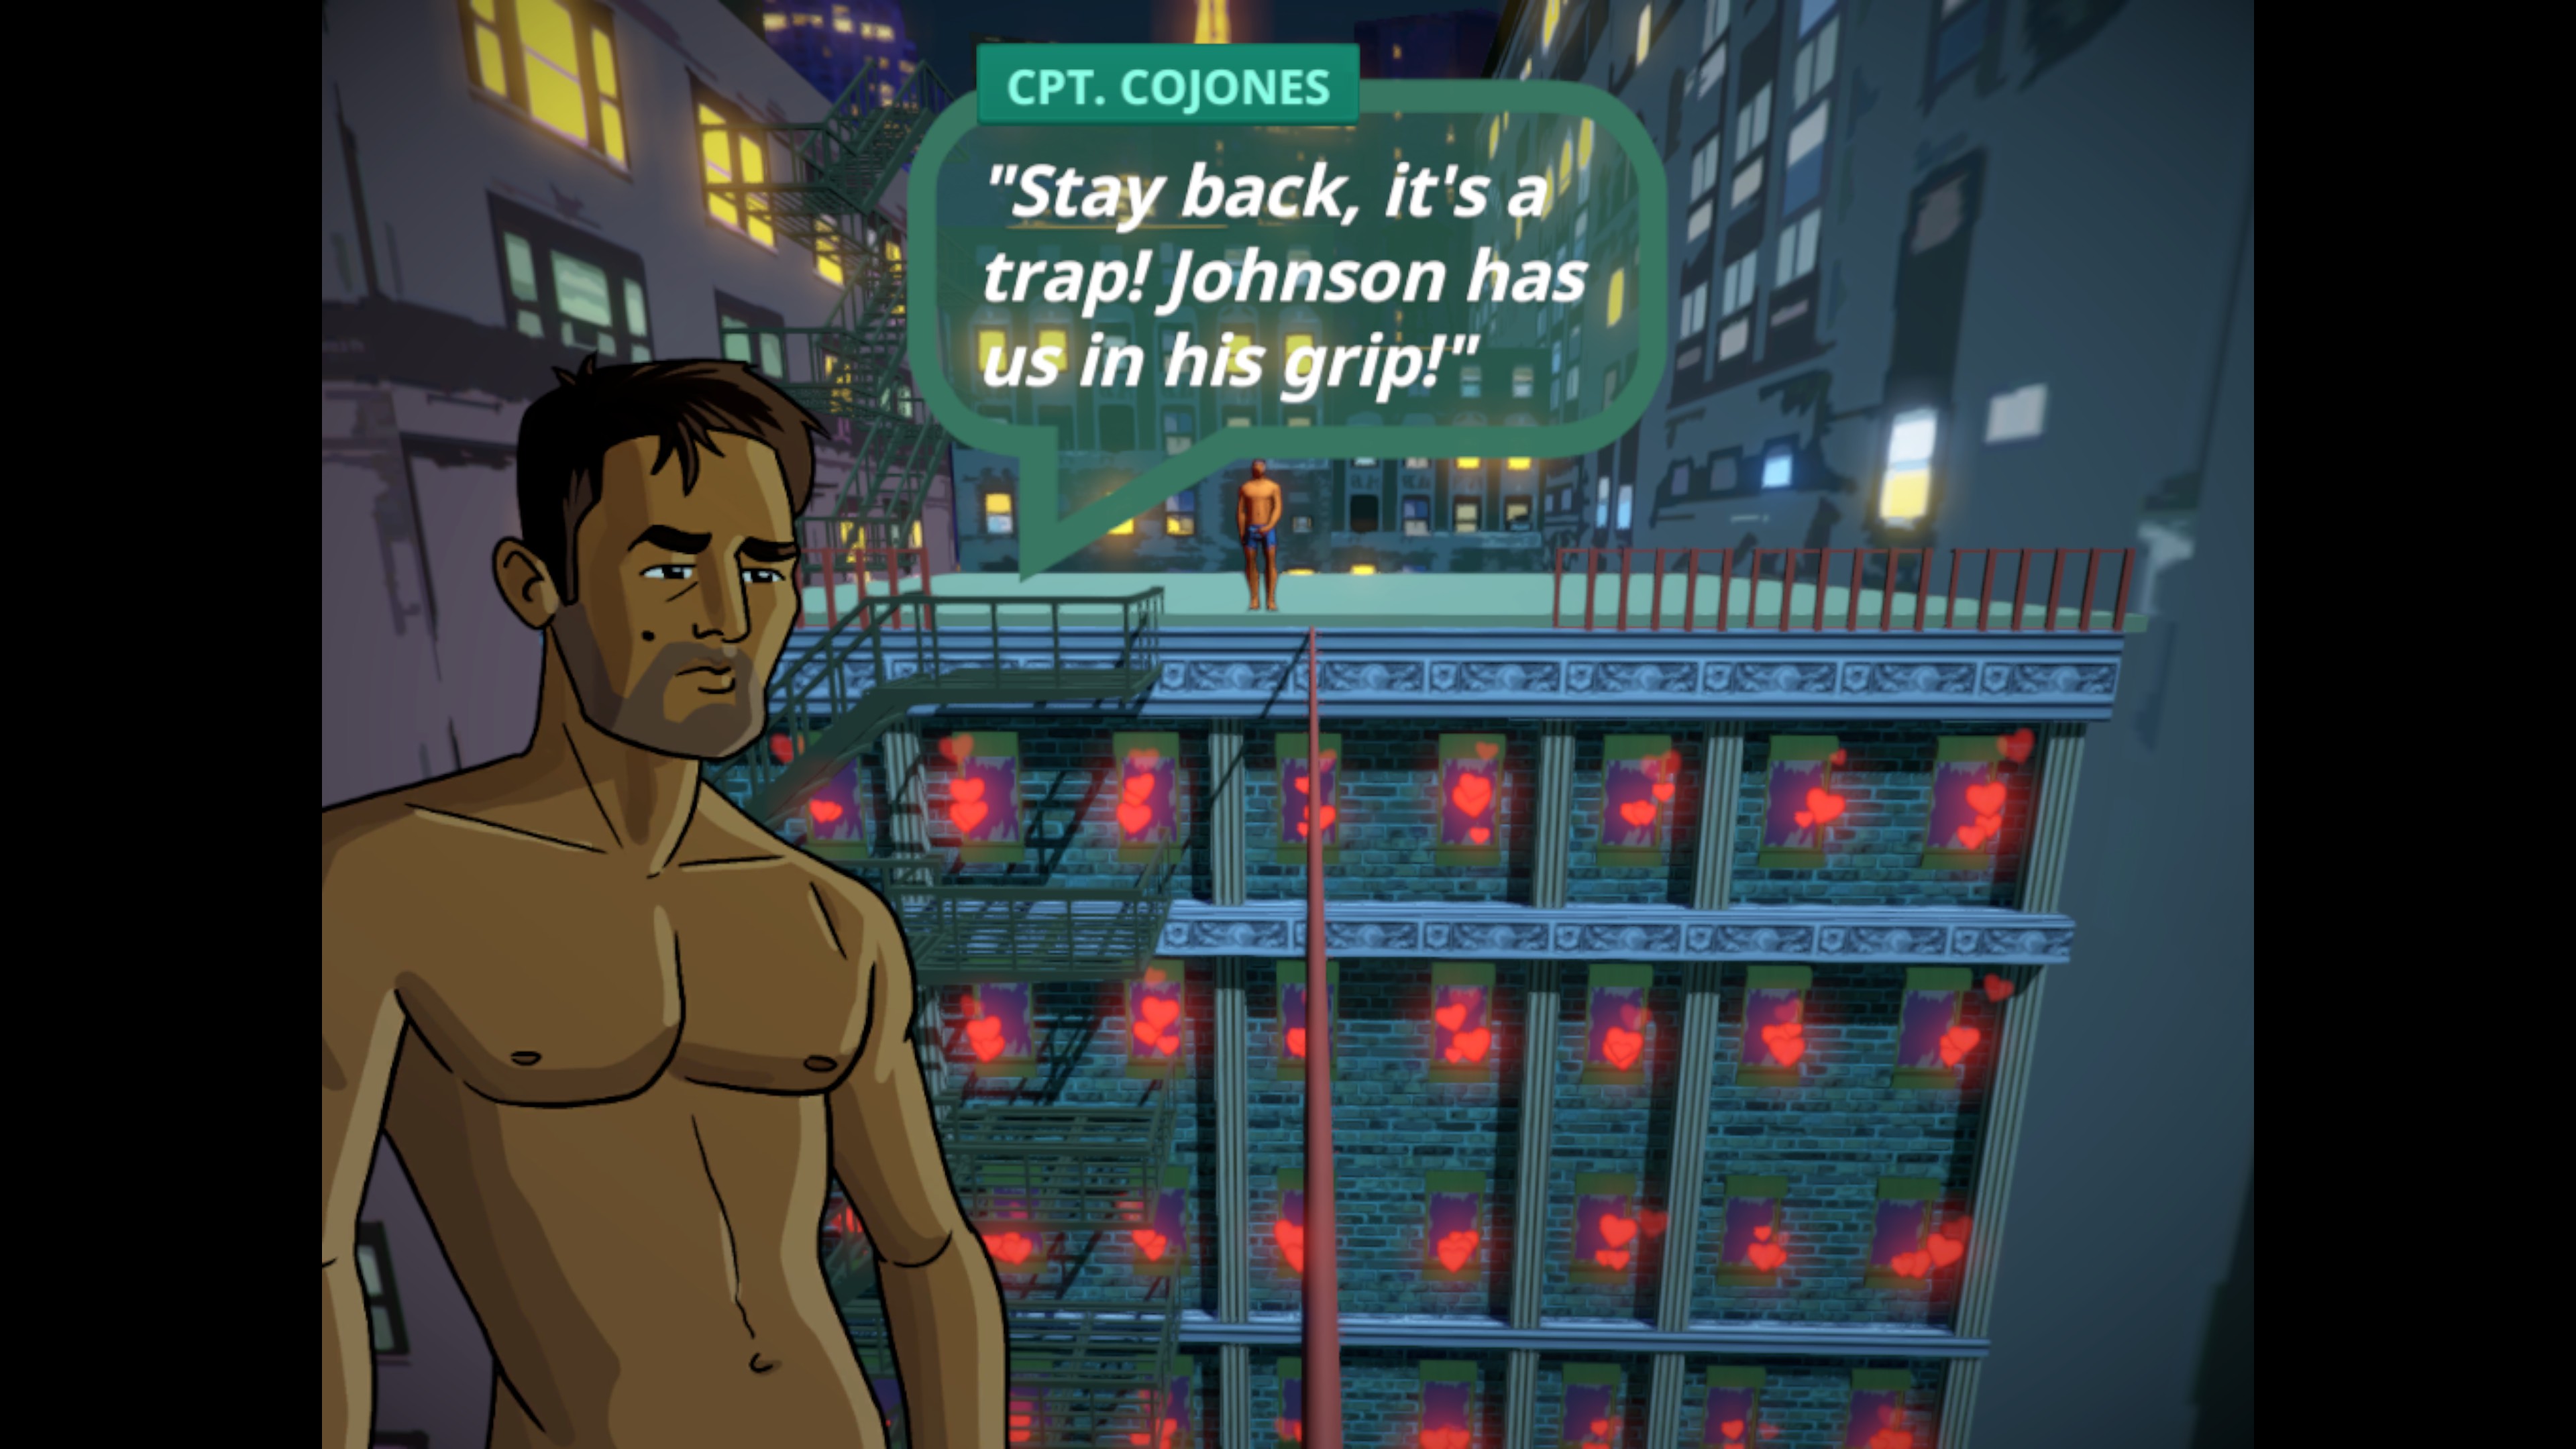 CPT. COJONES
"Stay back, it's a
trap! Johnson has
us in his grip!"